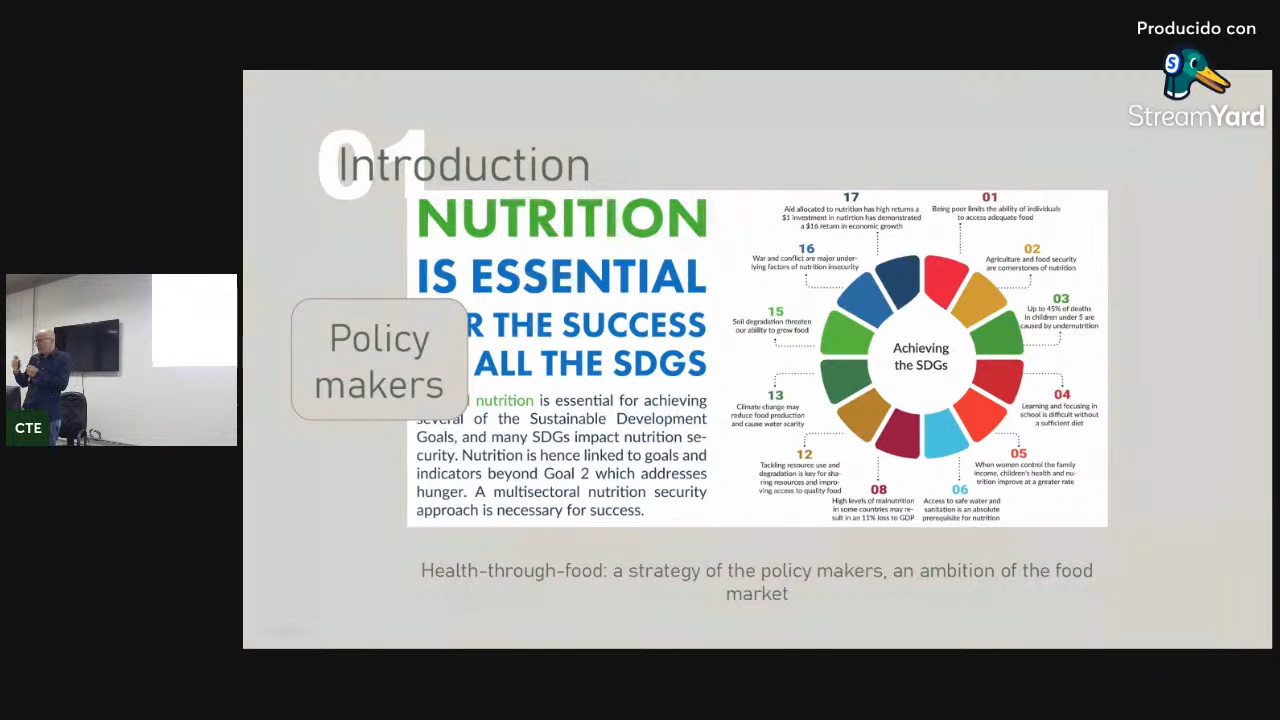 Producido con
StreamYard
01
Introduction
NUTRITION
IS ESSENTIAL
R THE SUCCESS
ALL THE SDGS
Policy
makers
nutrition is essential for achieving
several of the Sustainable Development
Goals, and many SDGs impact nutrition se-
curity. Nutrition is hence linked to goals and
indicators beyond Goal 2 which addresses
hunger. A multisectoral nutrition security
approach is necessary for success.
17
Aid allocated to nutrition has high returns a
$1 investment in nutirtion has demonstrated
a $16 return in economic growth
01
Being poor limits the ability of individuals
to access adequate food
16
War and conflict are major under-
lying factors of nutrition insecurity
02
Agriculture and food security
are cornerstones of nutrition
15
Soil degradation threaten
our ability to grow food
03
Up to 45% of deaths
in children under 5 are
caused by undernutrition
Achieving
the SDGs
13
Climate change may
reduce food production
and cause water scarity
04
Learning and focusing in
school is difficult without
a sufficient diet
12
Tackling resource use and
degradation is key for sha-
ring resources and impro-
ving access to quality food
05
When women control the family
income, children's health and nu-
trition improve at a greater rate
08
High levels of malnutrition
in some countries may re-
sult in an 11% loss to GDP
06
Access to safe water and
sanitation is an absolute
prerequisite for nutrition
Health-through-food: a strategy of the policy makers, an ambition of the food
market
CTE